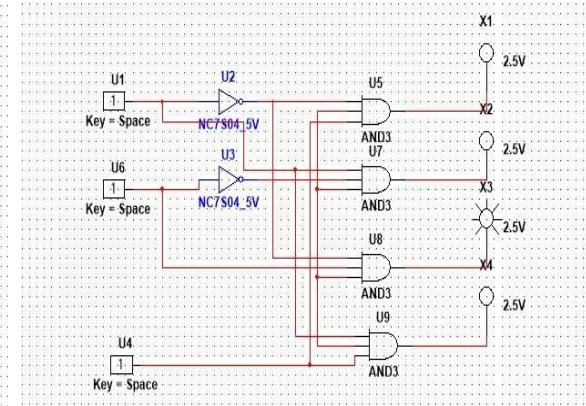 X1
2.5V
U1
1
Key = Space
U2
NC7S04_5V
U5
AND3
X2
2.5V
U3
NC7S04_5V
U7
AND3
U6
1
Key = Space
X3
2.5V
U8
AND3
X4
2.5V
U9
AND3
U4
1
Key = Space